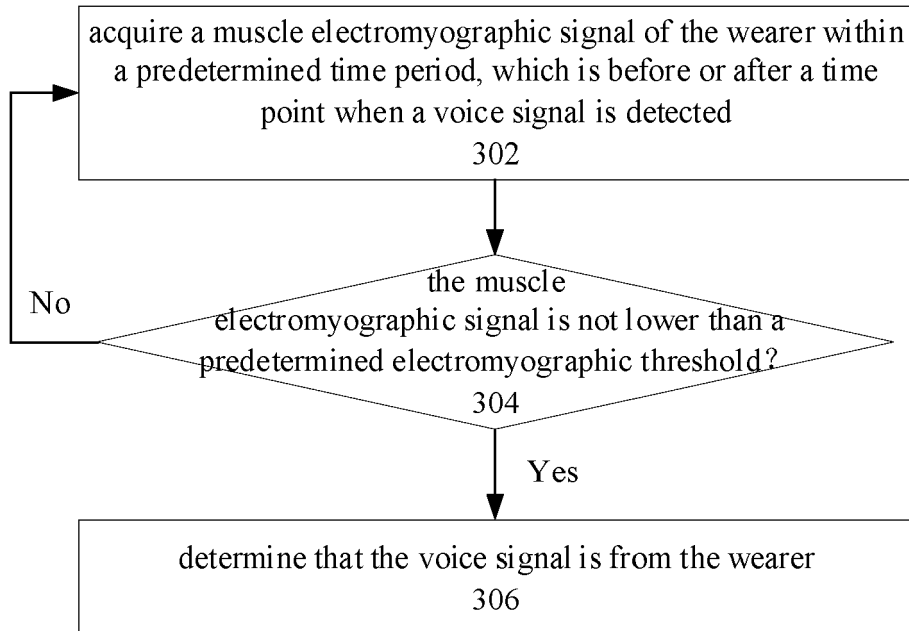 acquire a muscle electromyographic signal of the wearer within
a predetermined time period, which is before or after a time
point when a voice signal is detected
302
the muscle
No
electromyographic signal is not lower than a
predetermined electromyographic threshold?
304
Yes
determine that the voice signal is from the wearer
306